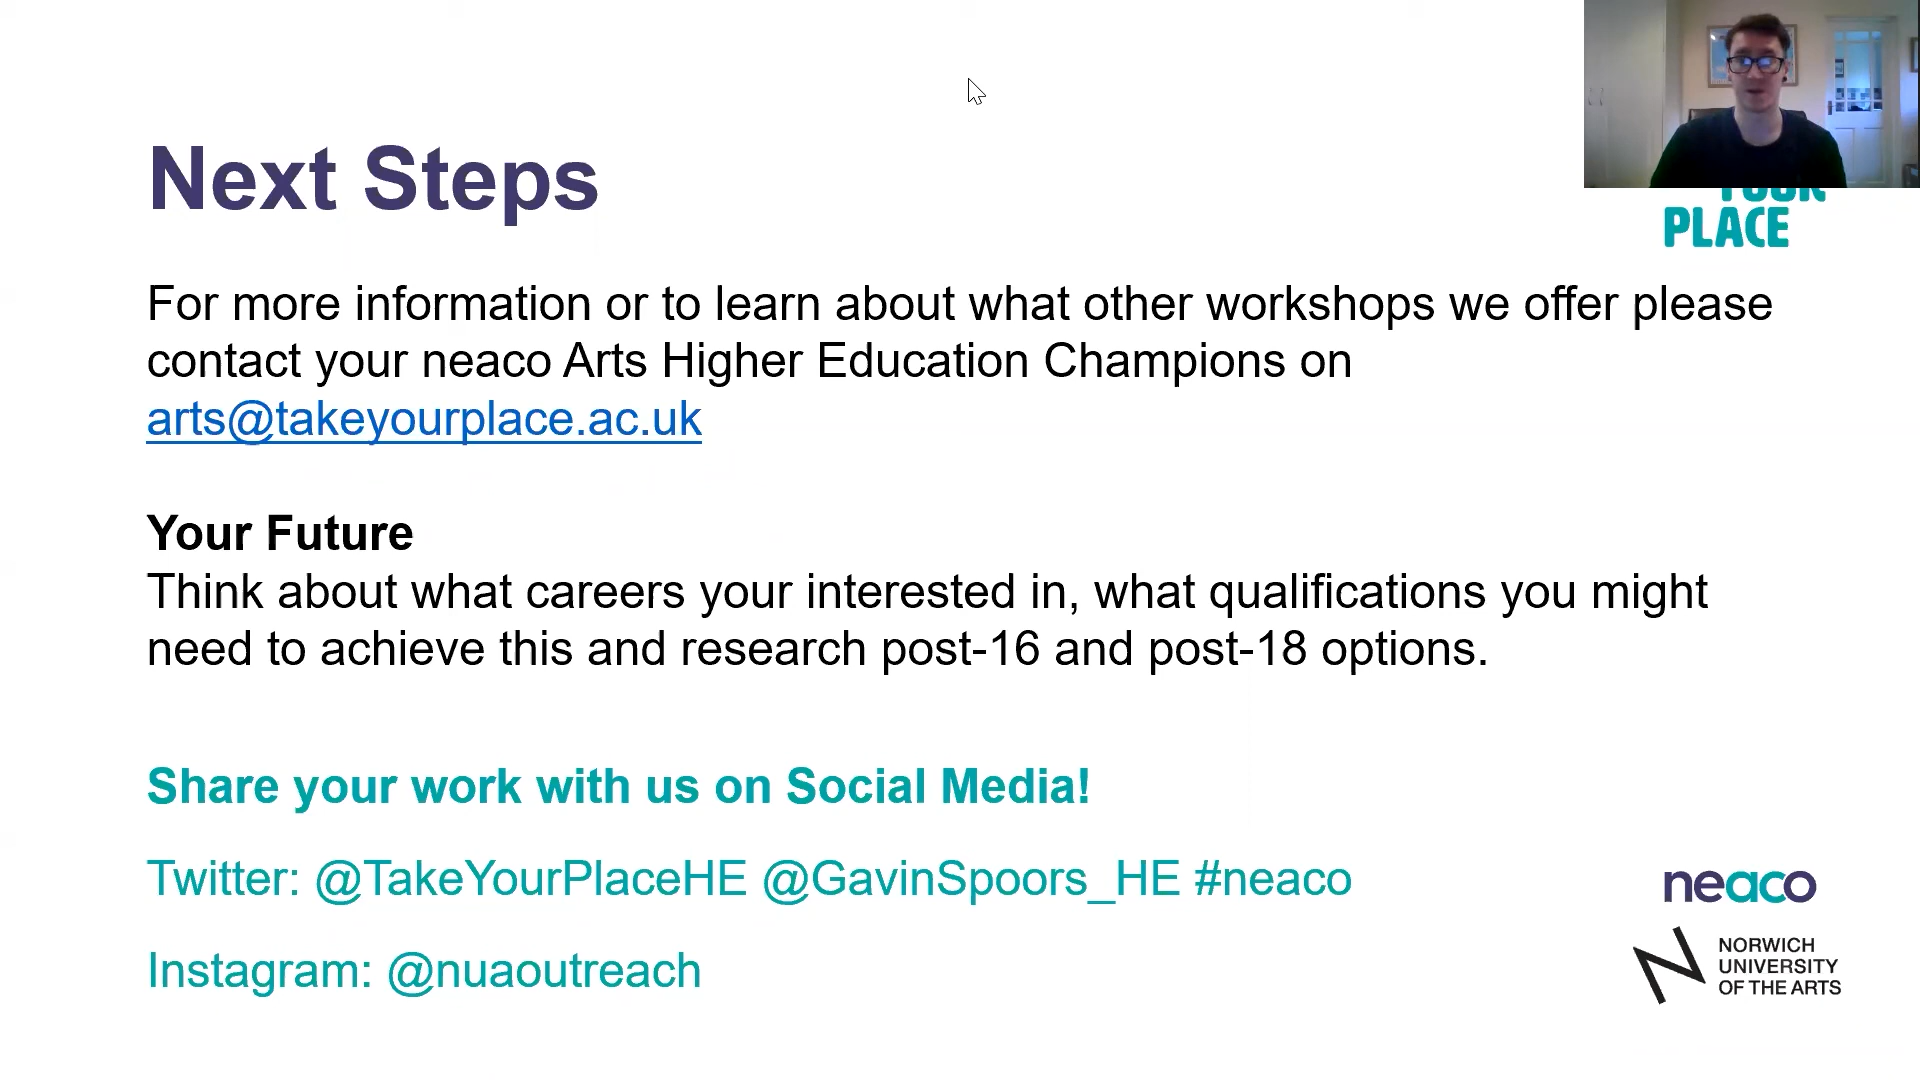 Next Steps
PLACE
For more information or to learn about what other workshops we offer please
contact your neaco Arts Higher Education Champions on
arts@takeyourplace.ac.uk
Your Future
Think about what careers your interested in, what qualifications you might
need to achieve this and research post-16 and post-18 options.
Share your work with us on Social Media!
Twitter: @TakeYourPlaceHE @GavinSpoors_HE #neaco
Instagram: @nuaoutreach
neaco
NORWICH
UNIVERSITY
OF THE ARTS